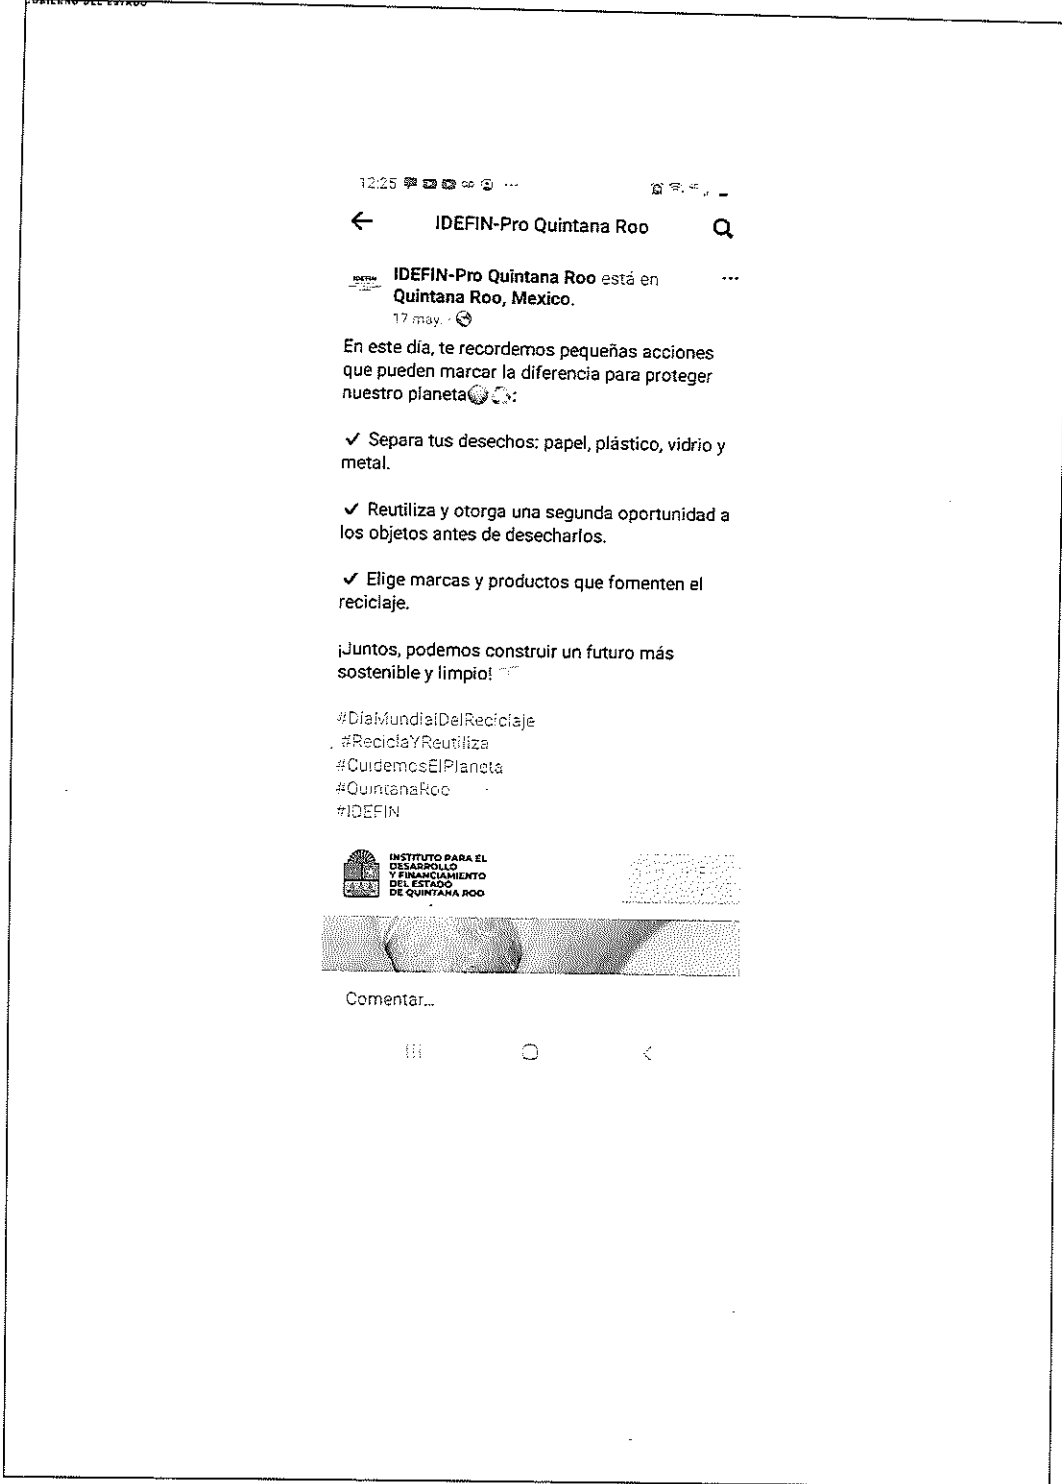 GOBIERNO DEL ESTADO
12:25
IDEFIN-Pro Quintana Roo
IDEFIN-Pro Quintana Roo está en
Quintana Roo, Mexico.
17 may.
En este día, te recordemos pequeñas acciones
que pueden marcar la diferencia para proteger
nuestro planeta:
✓ Separa tus desechos: papel, plástico, vidrio y
metal.
✓ Reutiliza y otorga una segunda oportunidad a
los objetos antes de desecharlos.
✓ Elige marcas y productos que fomenten el
reciclaje.
¡Juntos, podemos construir un futuro más
sostenible y limpio!
#DíaMundialDelReciclaje
#ReciclaYReutiliza
#CuidemosElPlaneta
#QuintanaRoo
#IDEFIN
INSTITUTO PARA EL
DESARROLLO
Y FINANCIAMIENTO
DEL ESTADO
DE QUINTANA ROO
Comentar...